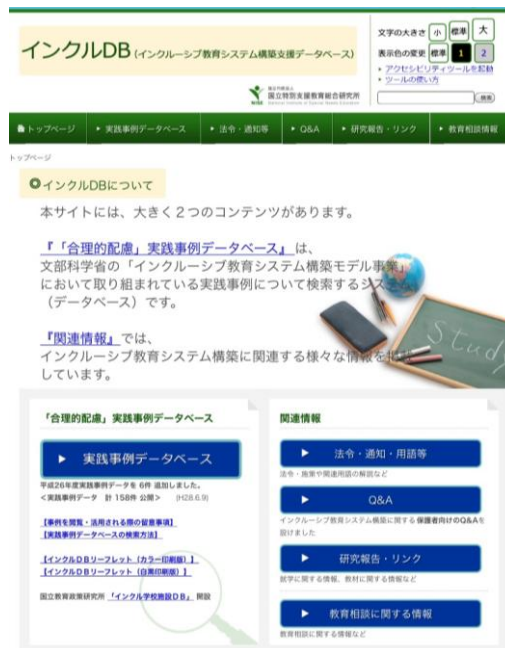 文字の大きさ 小 標準 大
インクルDB (インクルーシブ教育システム構築支援データベース)
表示色の変更 標準 1 2
アクセシビリティツールを起動
ツールの使い方
NISE 国立特別支援教育総合研究所
検索
トップページ 実践事例データベース 法令・通知等 Q&A 研究報告・リンク 教育相談情報
トップページ
インクルDBについて
本サイトには、大きく2つのコンテンツがあります。
『「合理的配慮」実践事例データベース』は、
文部科学省の「インクルーシブ教育システム構築モデル事業」
において取り組まれている実践事例について検索するシステム
(データベース)です。
『関連情報』では、
インクルーシブ教育システム構築に関連する様々な情報を掲載
しています。
Study
「合理的配慮」実践事例データベース
実践事例データベース
平成26年度実践事例データを 6件 追加しました。
<実践事例データ 計 158件 公開> (H28.6.9)
【事例を閲覧・活用される際の留意事項】
【実践事例データベースの検索方法】
【インクルDBリーフレット(カラー印刷版)】
【インクルDBリーフレット(白黒印刷版)】
国立教育政策研究所 「インクル学校施設DB」 開設
関連情報
法令・通知・用語等
法令・施策や関連用語の解説など
Q&A
インクルーシブ教育システム構築に関する 保護者向けのQ&Aを
設けました
研究報告・リンク
就学に関する情報、教材に関する情報など
教育相談に関する情報
教育相談に関する情報など